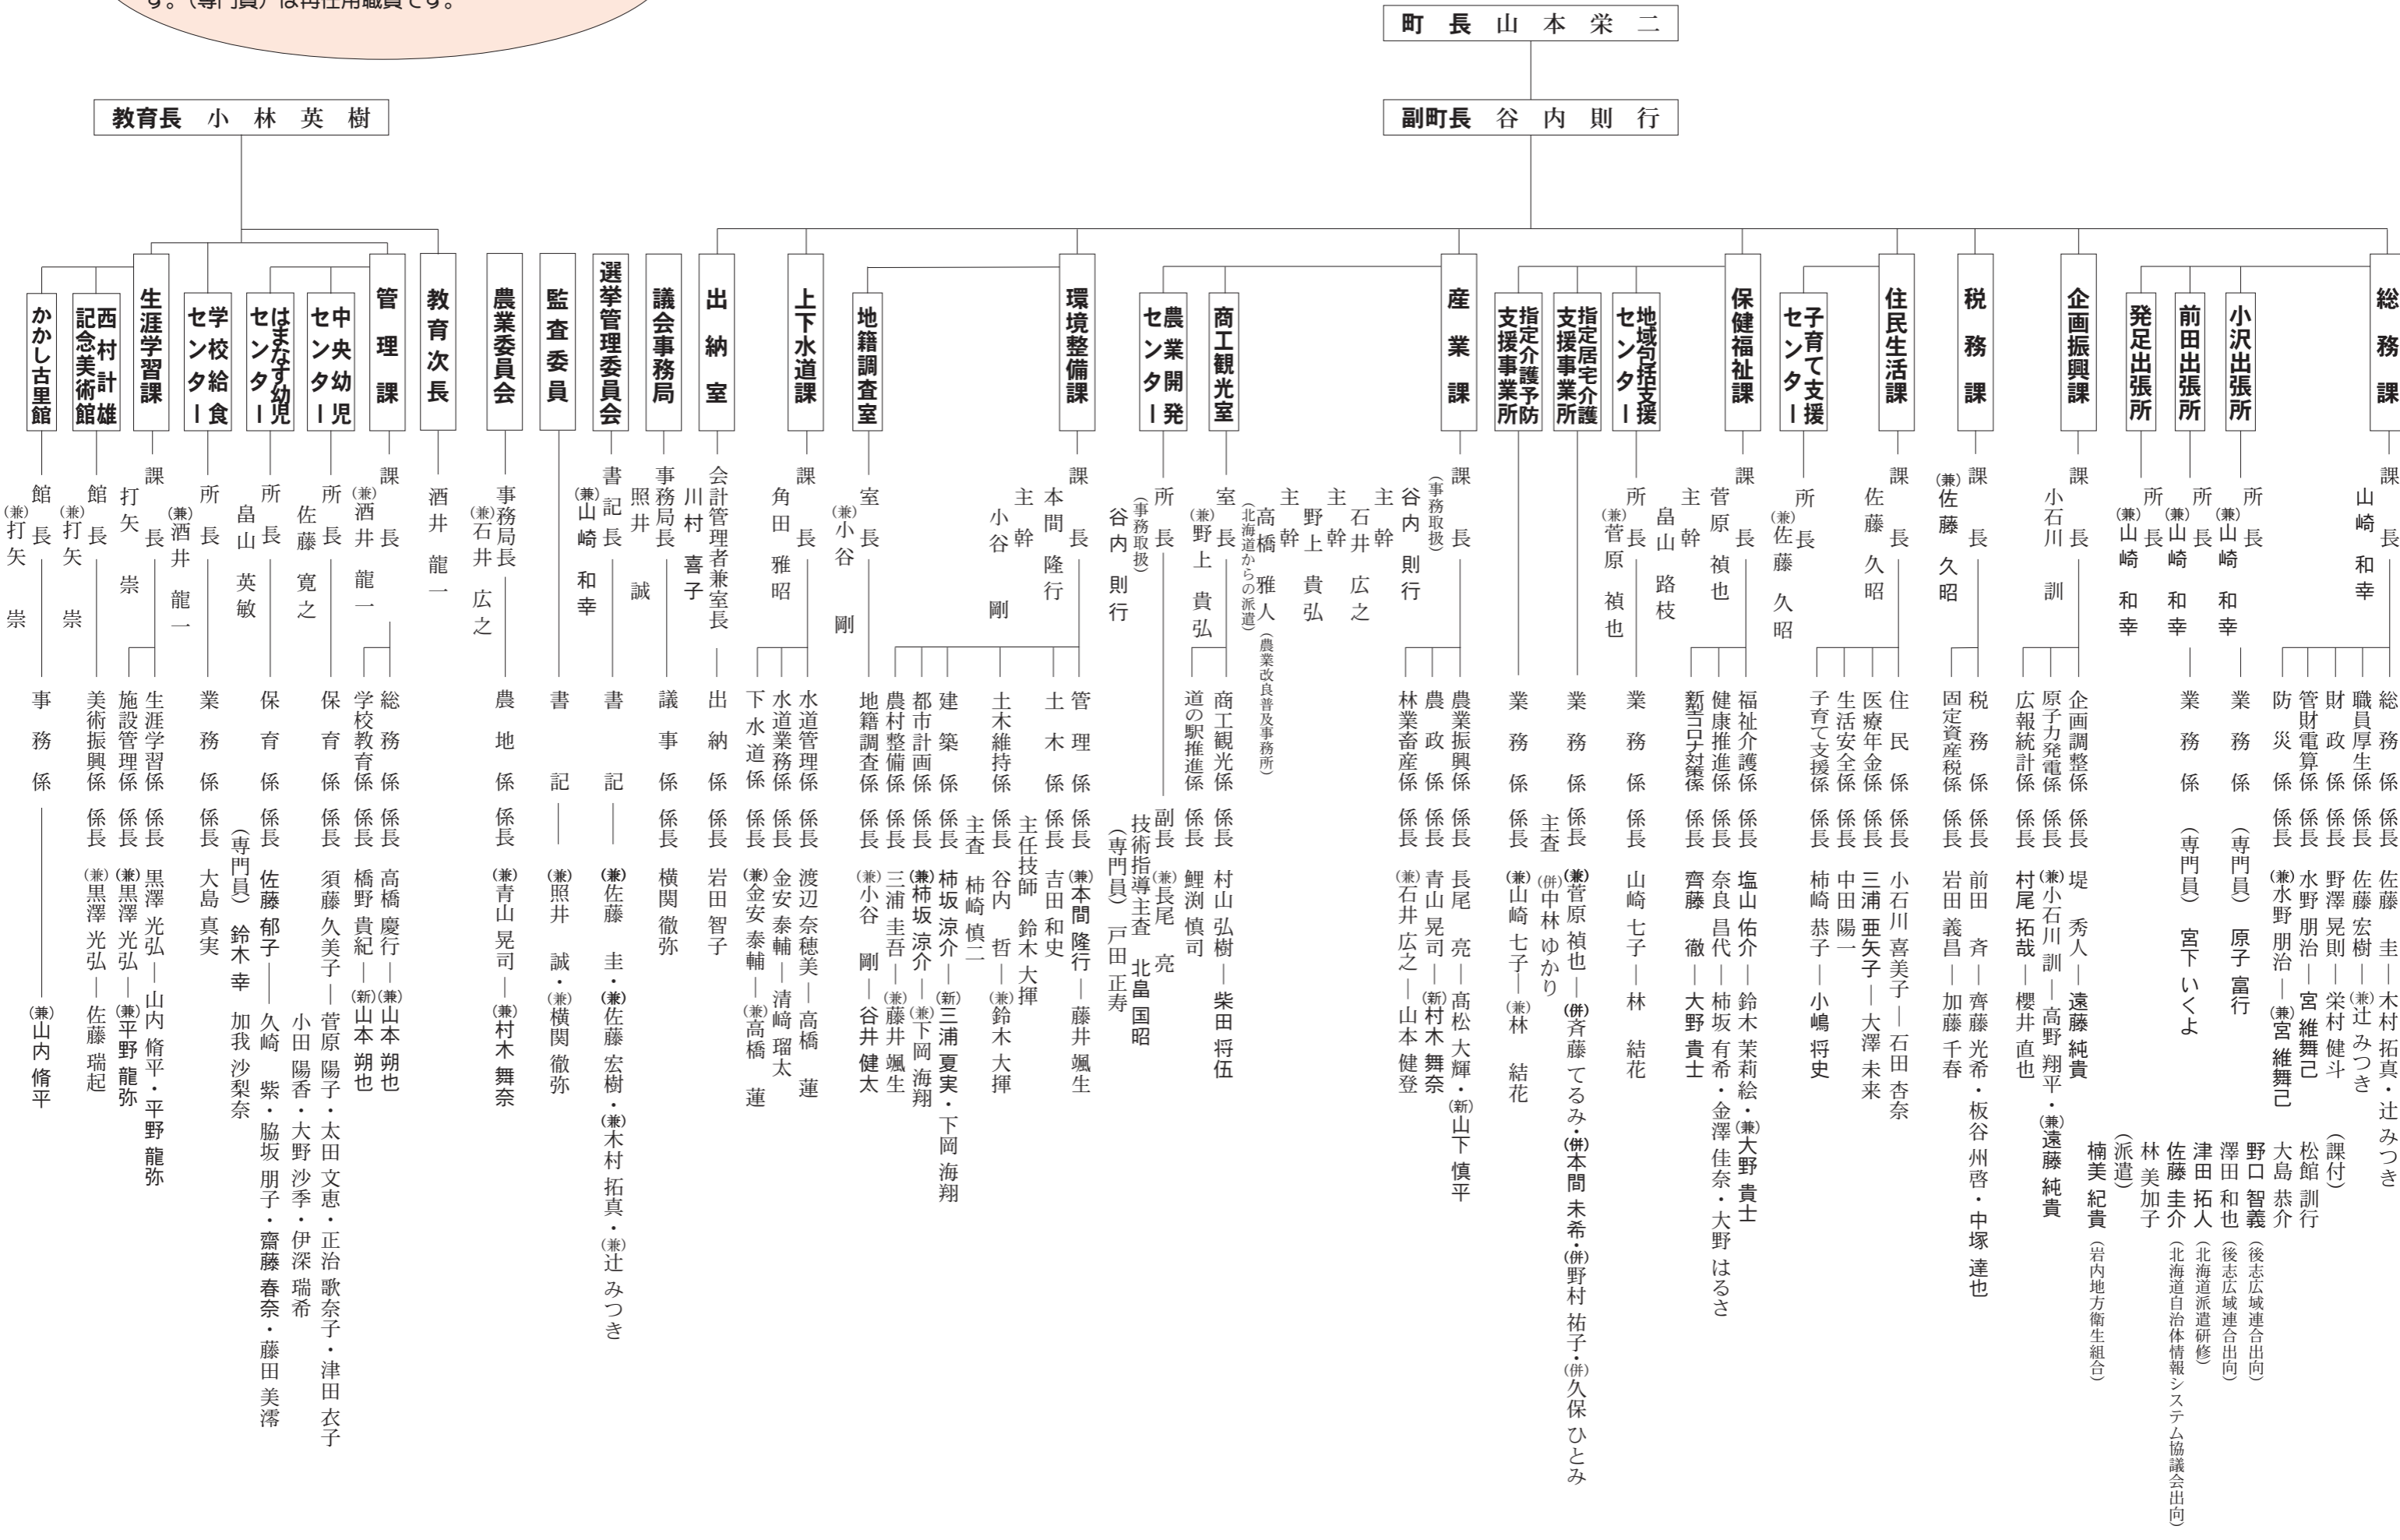 す。（専門員）は再任用職員です。
町　長　山本栄二
副町長　谷内則行
教育長　小林英樹
総務課
課長　山崎和幸
総務係　係長　佐藤圭―木村拓真・辻みつき
職員厚生係　係長　佐藤宏樹―（兼）辻みつき
財政係　係長　野澤晃則―栄村健斗
管財電算係　係長　水野朋治―宮維舞己
防災係　係長　（兼）水野朋治―（兼）宮維舞己
（課付）
松館訓行
大島恭介
野口智義（後志広域連合出向）
澤田和也（後志広域連合出向）
津田拓人（北海道派遣研修）
佐藤圭介（北海道自治体情報システム協議会出向）
林美加子
（派遣）
楠美紀貴（岩内地方衛生組合）
小沢出張所
所長　（兼）山崎和幸
業務係　（専門員）原子富行
前田出張所
所長　（兼）山崎和幸
業務係　（専門員）宮下いくよ
発足出張所
所長　（兼）山崎和幸
企画振興課
課長　小石川訓
企画調整係　係長　堤秀人―遠藤純貴
原子力発電係　係長　（兼）小石川訓―高野翔平・（兼）遠藤純貴
広報統計係　係長　村尾拓哉―櫻井直也
税務課
課長　（兼）佐藤久昭
税務係　係長　前田斉―齊藤光希・板谷州啓・中塚達也
固定資産税係　係長　岩田義昌―加藤千春
住民生活課
課長　佐藤久昭
住民係　係長　小石川喜美子―石田杏奈
医療年金係　係長　三浦亜矢子―大澤未来
生活安全係　係長　中田陽一
子育て支援係　係長　柿崎恭子―小嶋将史
子育て支援センター
所長　（兼）佐藤久昭
保健福祉課
課長　菅原禎也
主幹　畠山路枝
福祉介護係　係長　塩山佑介―鈴木茉莉絵・（兼）大野貴士
健康推進係　係長　奈良昌代―柿坂有希・金澤佳奈・大野はるさ
新型コロナ対策係　係長　齊藤徹―大野貴士
地域包括支援センター
所長　（兼）菅原禎也
業務係　係長　山崎七子―林結花
指定居宅介護支援事業所
業務係　係長　（兼）菅原禎也―（併）斉藤てるみ・（併）本間未希・（併）野村祐子・（併）久保ひとみ
主査　（併）中林ゆかり
指定介護予防支援事業所
業務係　係長　（兼）山崎七子―（兼）林結花
産業課
課長（事務取扱）　谷内則行
主幹　石井広之
主幹　野上貴弘
主幹　高橋雅人（農業改良普及事務所）
（北海道からの派遣）
農業振興係　係長　長尾亮―髙松大輝・（新）山下慎平
農政係　係長　青山晃司―（新）村木舞奈
林業畜産係　係長　（兼）石井広之―山本健登
商工観光室
室長　（兼）野上貴弘
商工観光係　係長　村山弘樹―柴田将伍
道の駅推進係　係長　鯉渕慎司
農業開発センター
所長（事務取扱）　谷内則行
副長　（兼）長尾亮
技術指導主査　北畠国昭
（専門員）戸田正寿
環境整備課
課長　本間隆行
主幹　小谷剛
管理係　係長　（兼）本間隆行―藤井颯生
土木係　係長　吉田和史
主任技師　鈴木大揮
土木維持係　係長　谷内哲―（兼）鈴木大揮
主査　柿崎慎二
建築係　係長　柿坂涼介―（新）三浦夏実・下岡海翔
都市計画係　係長　（兼）柿坂涼介―（兼）下岡海翔
農村整備係　係長　三浦圭吾―（兼）藤井颯生
地籍調査室
室長　（兼）小谷剛
地籍調査係　係長　（兼）小谷剛―谷井健太
上下水道課
課長　角田雅昭
水道管理係　係長　渡辺奈穂美―高橋蓮
水道業務係　係長　金安泰輔―清﨑瑠太
下水道係　係長　（兼）金安泰輔―（兼）高橋蓮
出納室
会計管理者兼室長　川村喜子
出納係　係長　岩田智子
議会事務局
事務局長　照井誠
議事係　係長　横関徹弥
選挙管理委員会
書記長　（兼）山崎和幸
書記―（兼）佐藤圭・（兼）佐藤宏樹・（兼）木村拓真・（兼）辻みつき
監査委員
書記―（兼）照井誠・（兼）横関徹弥
農業委員会
事務局長　（兼）石井広之
農地係　係長　（兼）青山晃司―（兼）村木舞奈
教育次長
酒井龍一
管理課
課長　（兼）酒井龍一
総務係　係長　高橋慶行―（兼）山本朔也
学校教育係　係長　橋野貴紀―（新）山本朔也
中央幼児センター
所長　佐藤寛之
保育係　係長　須藤久美子―菅原陽子・太田文恵・正治歌奈子・津田衣子
小田陽香・大野沙季・伊深瑞希
はまなす幼児センター
所長　畠山英敏
保育係　係長　佐藤郁子―久崎紫・脇坂朋子・齋藤春奈・藤田美澪
（専門員）鈴木幸　加我沙梨奈
学校給食センター
所長　（兼）酒井龍一
業務係　係長　大島真実
生涯学習課
課長　打矢崇
生涯学習係　係長　黒澤光弘―山内脩平・平野龍弥
施設管理係　係長　（兼）黒澤光弘―（兼）平野龍弥
西村計雄記念美術館
館長　（兼）打矢崇
美術振興係　係長　（兼）黒澤光弘―佐藤瑞起
かかし古里館
館長　（兼）打矢崇
事務係―（兼）山内脩平